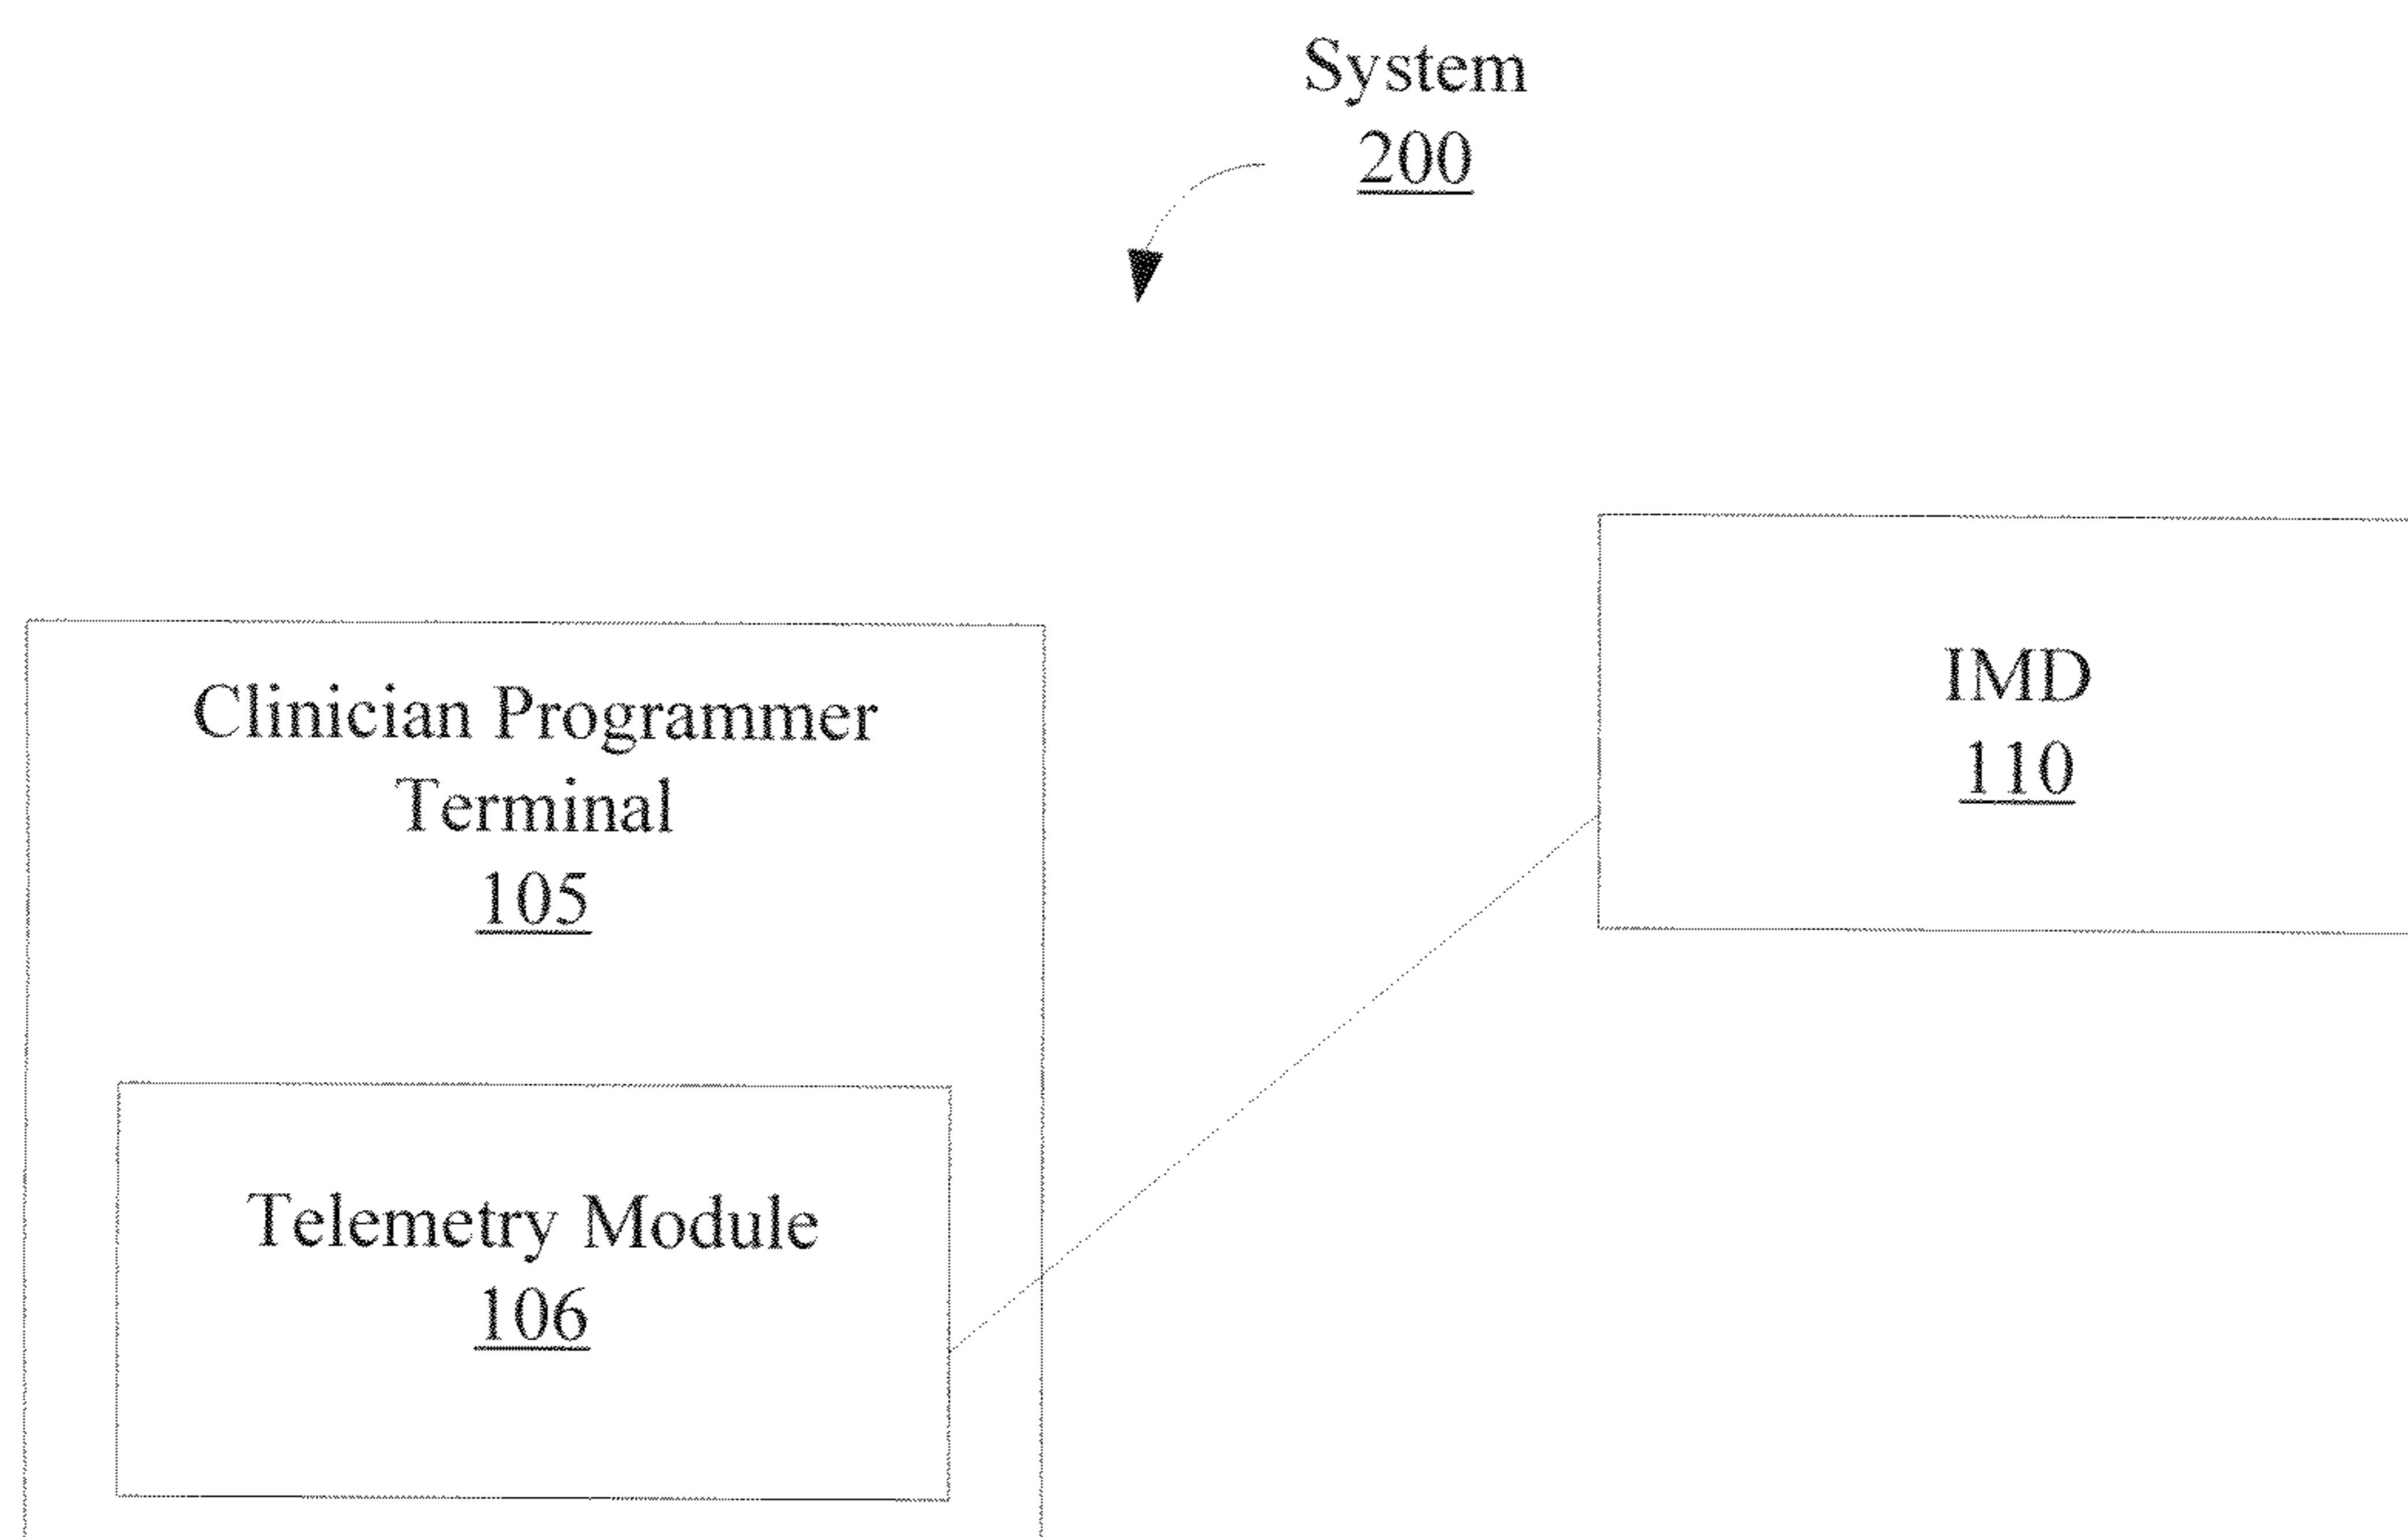 System
200
IMD
110
Clinician Programmer
Terminal
105
Telemetry Module
106